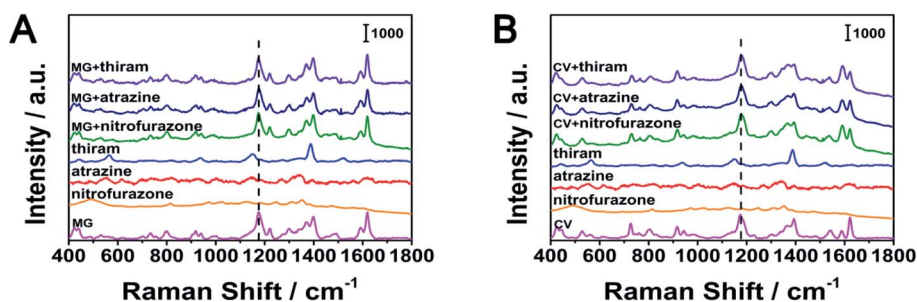 A
1000
MG+thiram
MG+atrazine
MG+nitrofurazone
thiram
atrazine
nitrofurazone
MG
Intensity / a.u.
400 600 800 1000 1200 1400 1600 1800
Raman Shift / cm⁻¹
B
1000
CV+thiram
CV+atrazine
CV+nitrofurazone
thiram
atrazine
nitrofurazone
CV
Intensity / a.u.
400 600 800 1000 1200 1400 1600 1800
Raman Shift / cm⁻¹